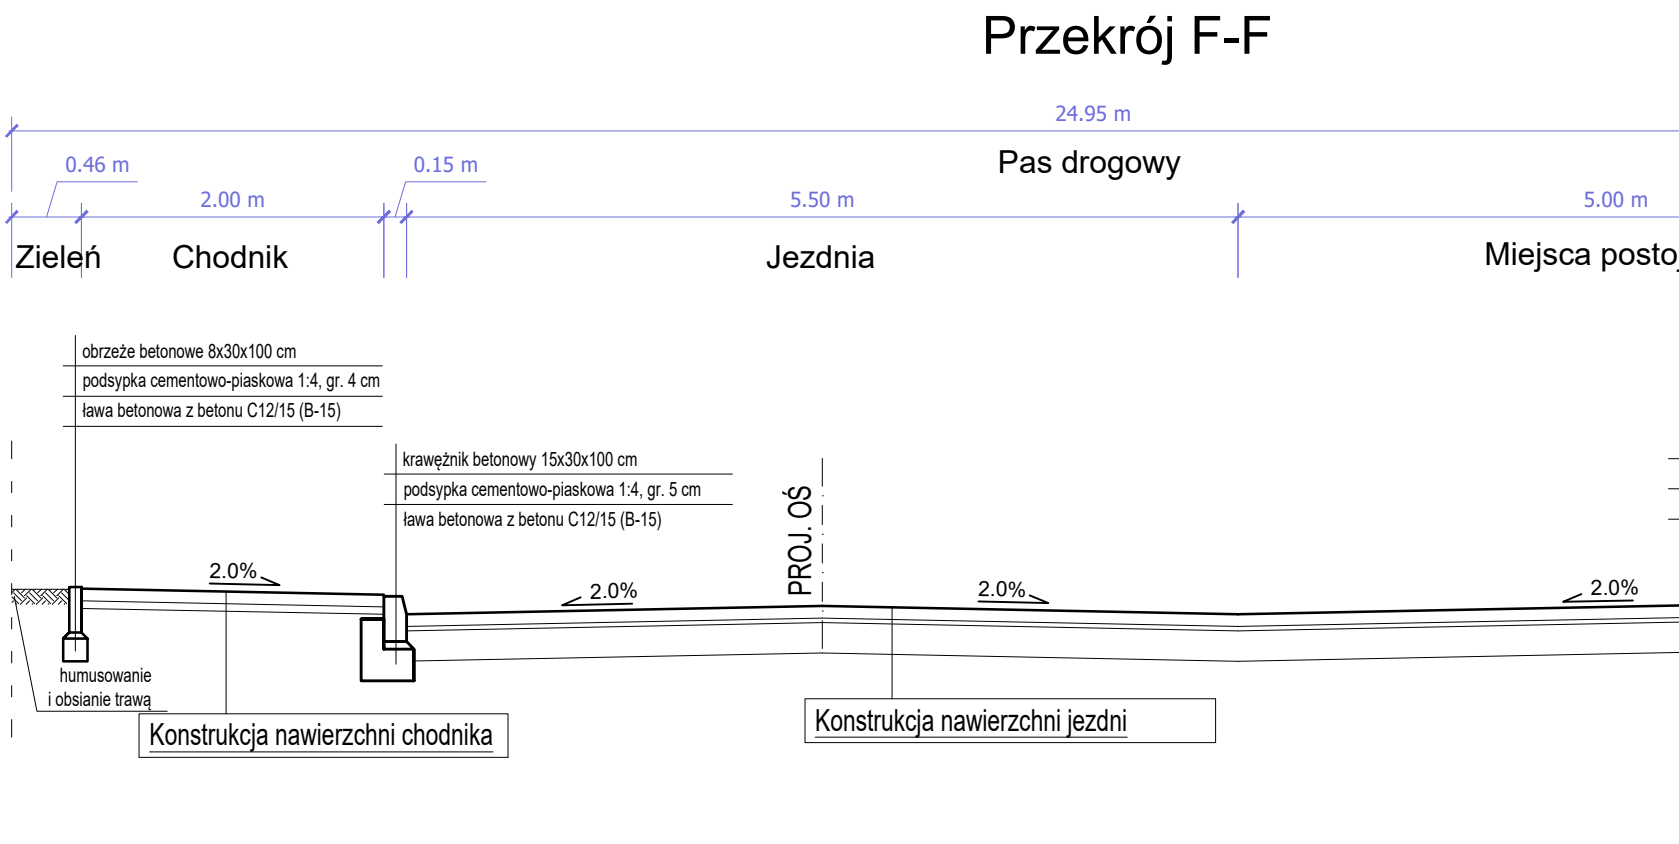 Przekrój F-F
24.95 m
Pas drogowy
0.46 m
0.15 m
2.00 m
5.50 m
5.00 m
Zieleń
Chodnik
Jezdnia
Miejsca postoj
obrzeże betonowe 8x30x100 cm
podsypka cementowo-piaskowa 1:4, gr. 4 cm
ława betonowa z betonu C12/15 (B-15)
krawężnik betonowy 15x30x100 cm
podsypka cementowo-piaskowa 1:4, gr. 5 cm
ława betonowa z betonu C12/15 (B-15)
PROJ. OŚ
2.0%
2.0%
2.0%
2.0%
humusowanie
i obsianie trawą
Konstrukcja nawierzchni chodnika
Konstrukcja nawierzchni jezdni